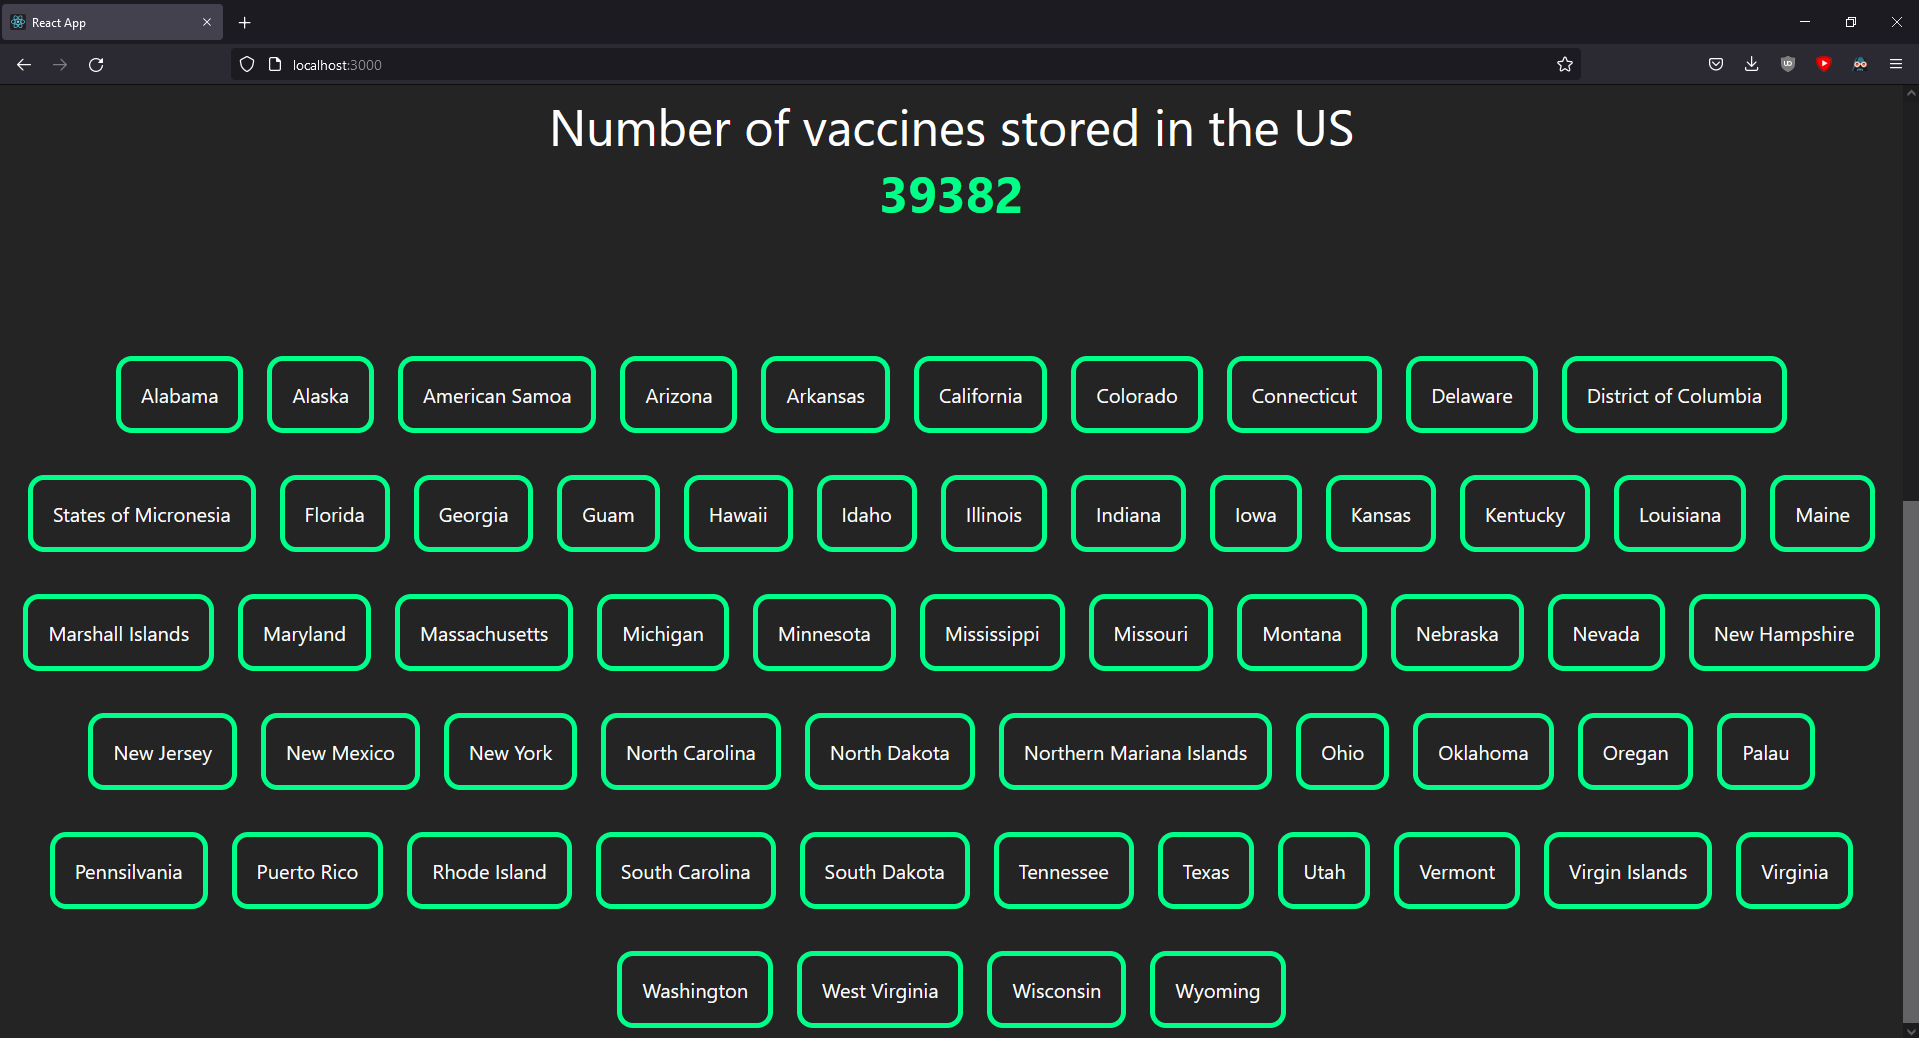 React App
localhost:3000
Number of vaccines stored in the US
39382
Alabama Alaska American Samoa Arizona Arkansas California Colorado Connecticut Delaware District of Columbia
States of Micronesia Florida Georgia Guam Hawaii Idaho Illinois Indiana Iowa Kansas Kentucky Louisiana Maine
Marshall Islands Maryland Massachusetts Michigan Minnesota Mississippi Missouri Montana Nebraska Nevada New Hampshire
New Jersey New Mexico New York North Carolina North Dakota Northern Mariana Islands Ohio Oklahoma Oregan Palau
Pennsilvania Puerto Rico Rhode Island South Carolina South Dakota Tennessee Texas Utah Vermont Virgin Islands Virginia
Washington West Virginia Wisconsin Wyoming